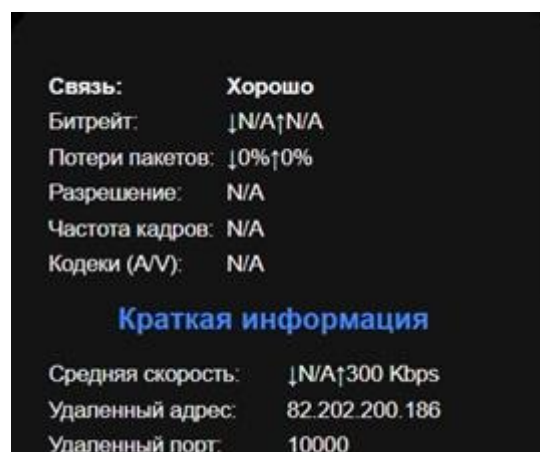 Связь: Хорошо
Битрейт: ↓N/A↑N/A
Потери пакетов: ↓0%↑0%
Разрешение: N/A
Частота кадров: N/A
Кодеки (A/V): N/A
Краткая информация
Средняя скорость: ↓N/A↑300 Kbps
Удаленный адрес: 82.202.200.186
Удаленный порт: 10000